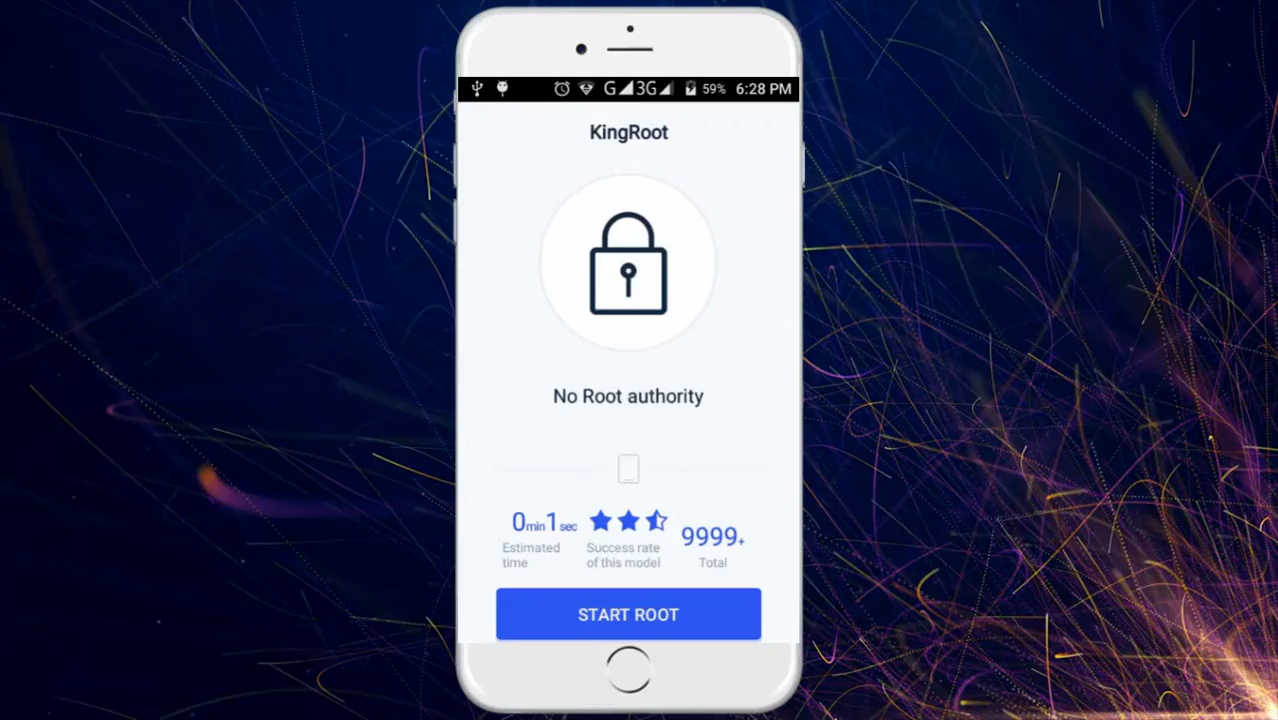 G 3G 59% 6:28 PM
KingRoot
No Root authority
0min1sec
9999+
Estimated time
Success rate of this model
Total
START ROOT